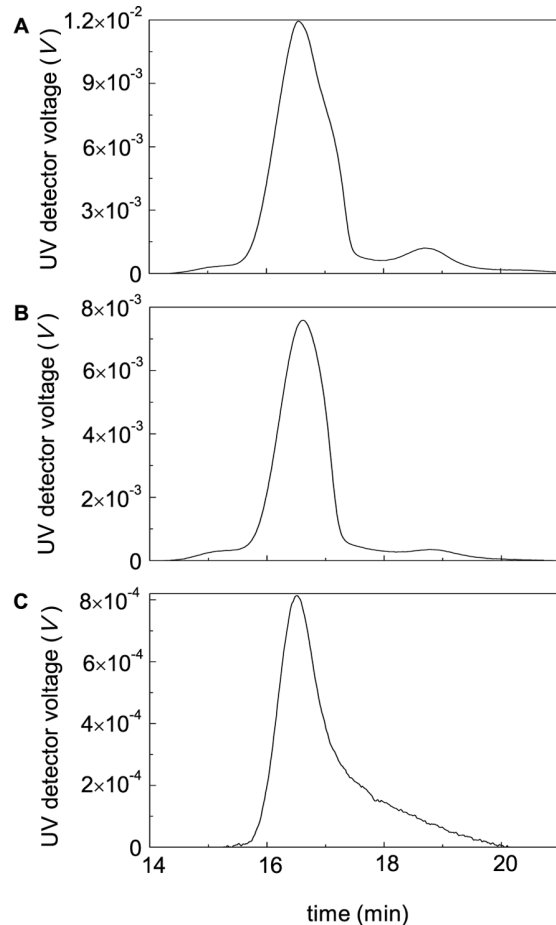 A
UV detector voltage (V)
1.2×10⁻²
9×10⁻³
6×10⁻³
3×10⁻³
0
B
UV detector voltage (V)
8×10⁻³
6×10⁻³
4×10⁻³
2×10⁻³
0
C
UV detector voltage (V)
8×10⁻⁴
6×10⁻⁴
4×10⁻⁴
2×10⁻⁴
0
14 16 18 20
time (min)